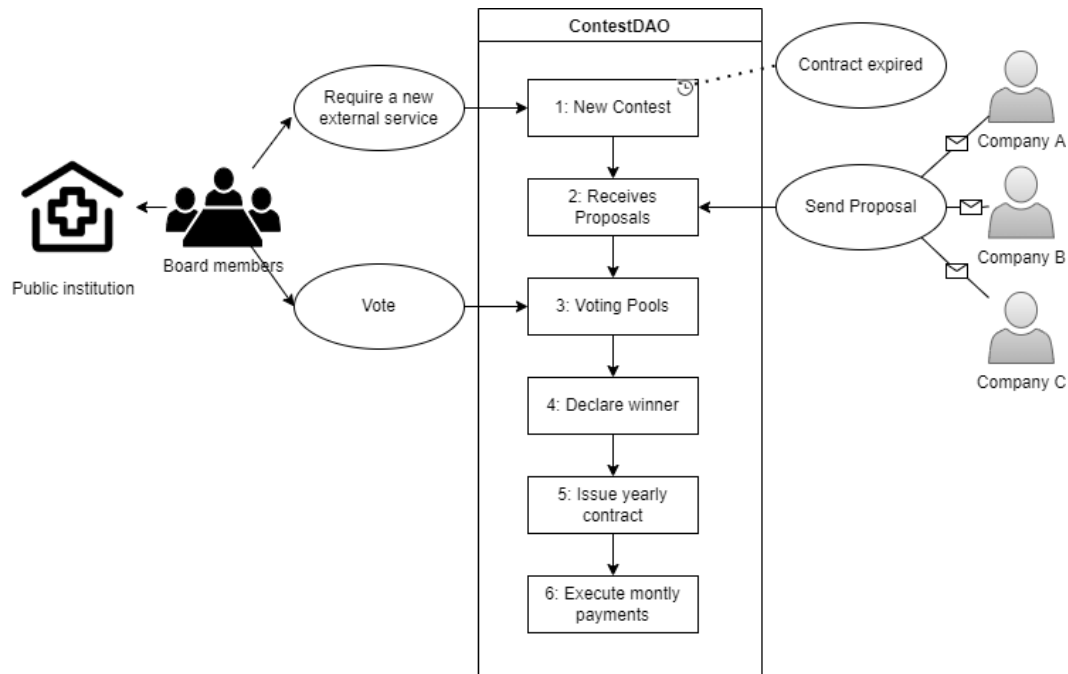 ContestDAO
Require a new
external service
1: New Contest
Contract expired
Company A
2: Receives
Proposals
Send Proposal
Board members
Public institution
Company B
Vote
3: Voting Pools
Company C
4: Declare winner
5: Issue yearly
contract
6: Execute montly
payments